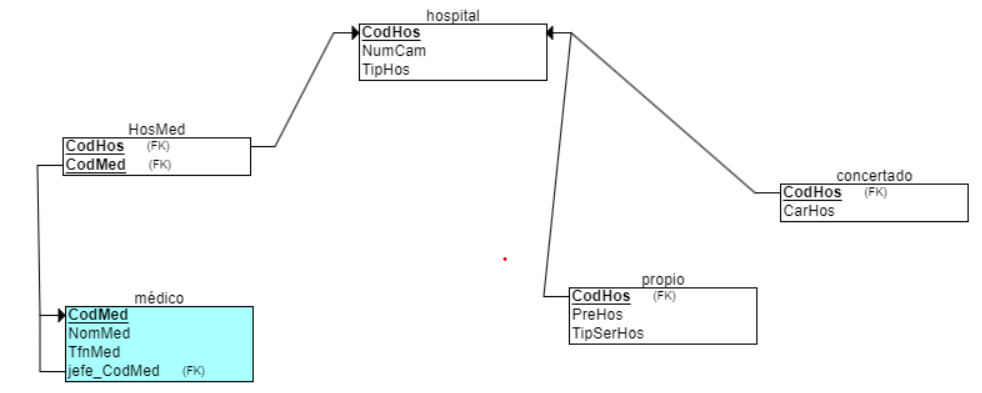 hospital
CodHos
NumCam
TipHos
HosMed
CodHos (FK)
CodMed (FK)
concertado
CodHos (FK)
CarHos
propio
CodHos (FK)
PreHos
TipSerHos
médico
CodMed
NomMed
TfnMed
jefe_CodMed (FK)